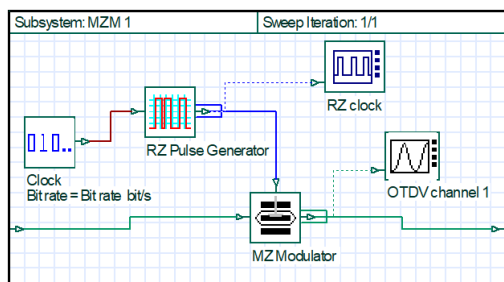 Subsystem: MZM 1
Sweep Iteration: 1/1
RZ clock
RZ Pulse Generator
010..
Clock
Bit rate = Bit rate bit/s
OTDV channel 1
MZ Modulator